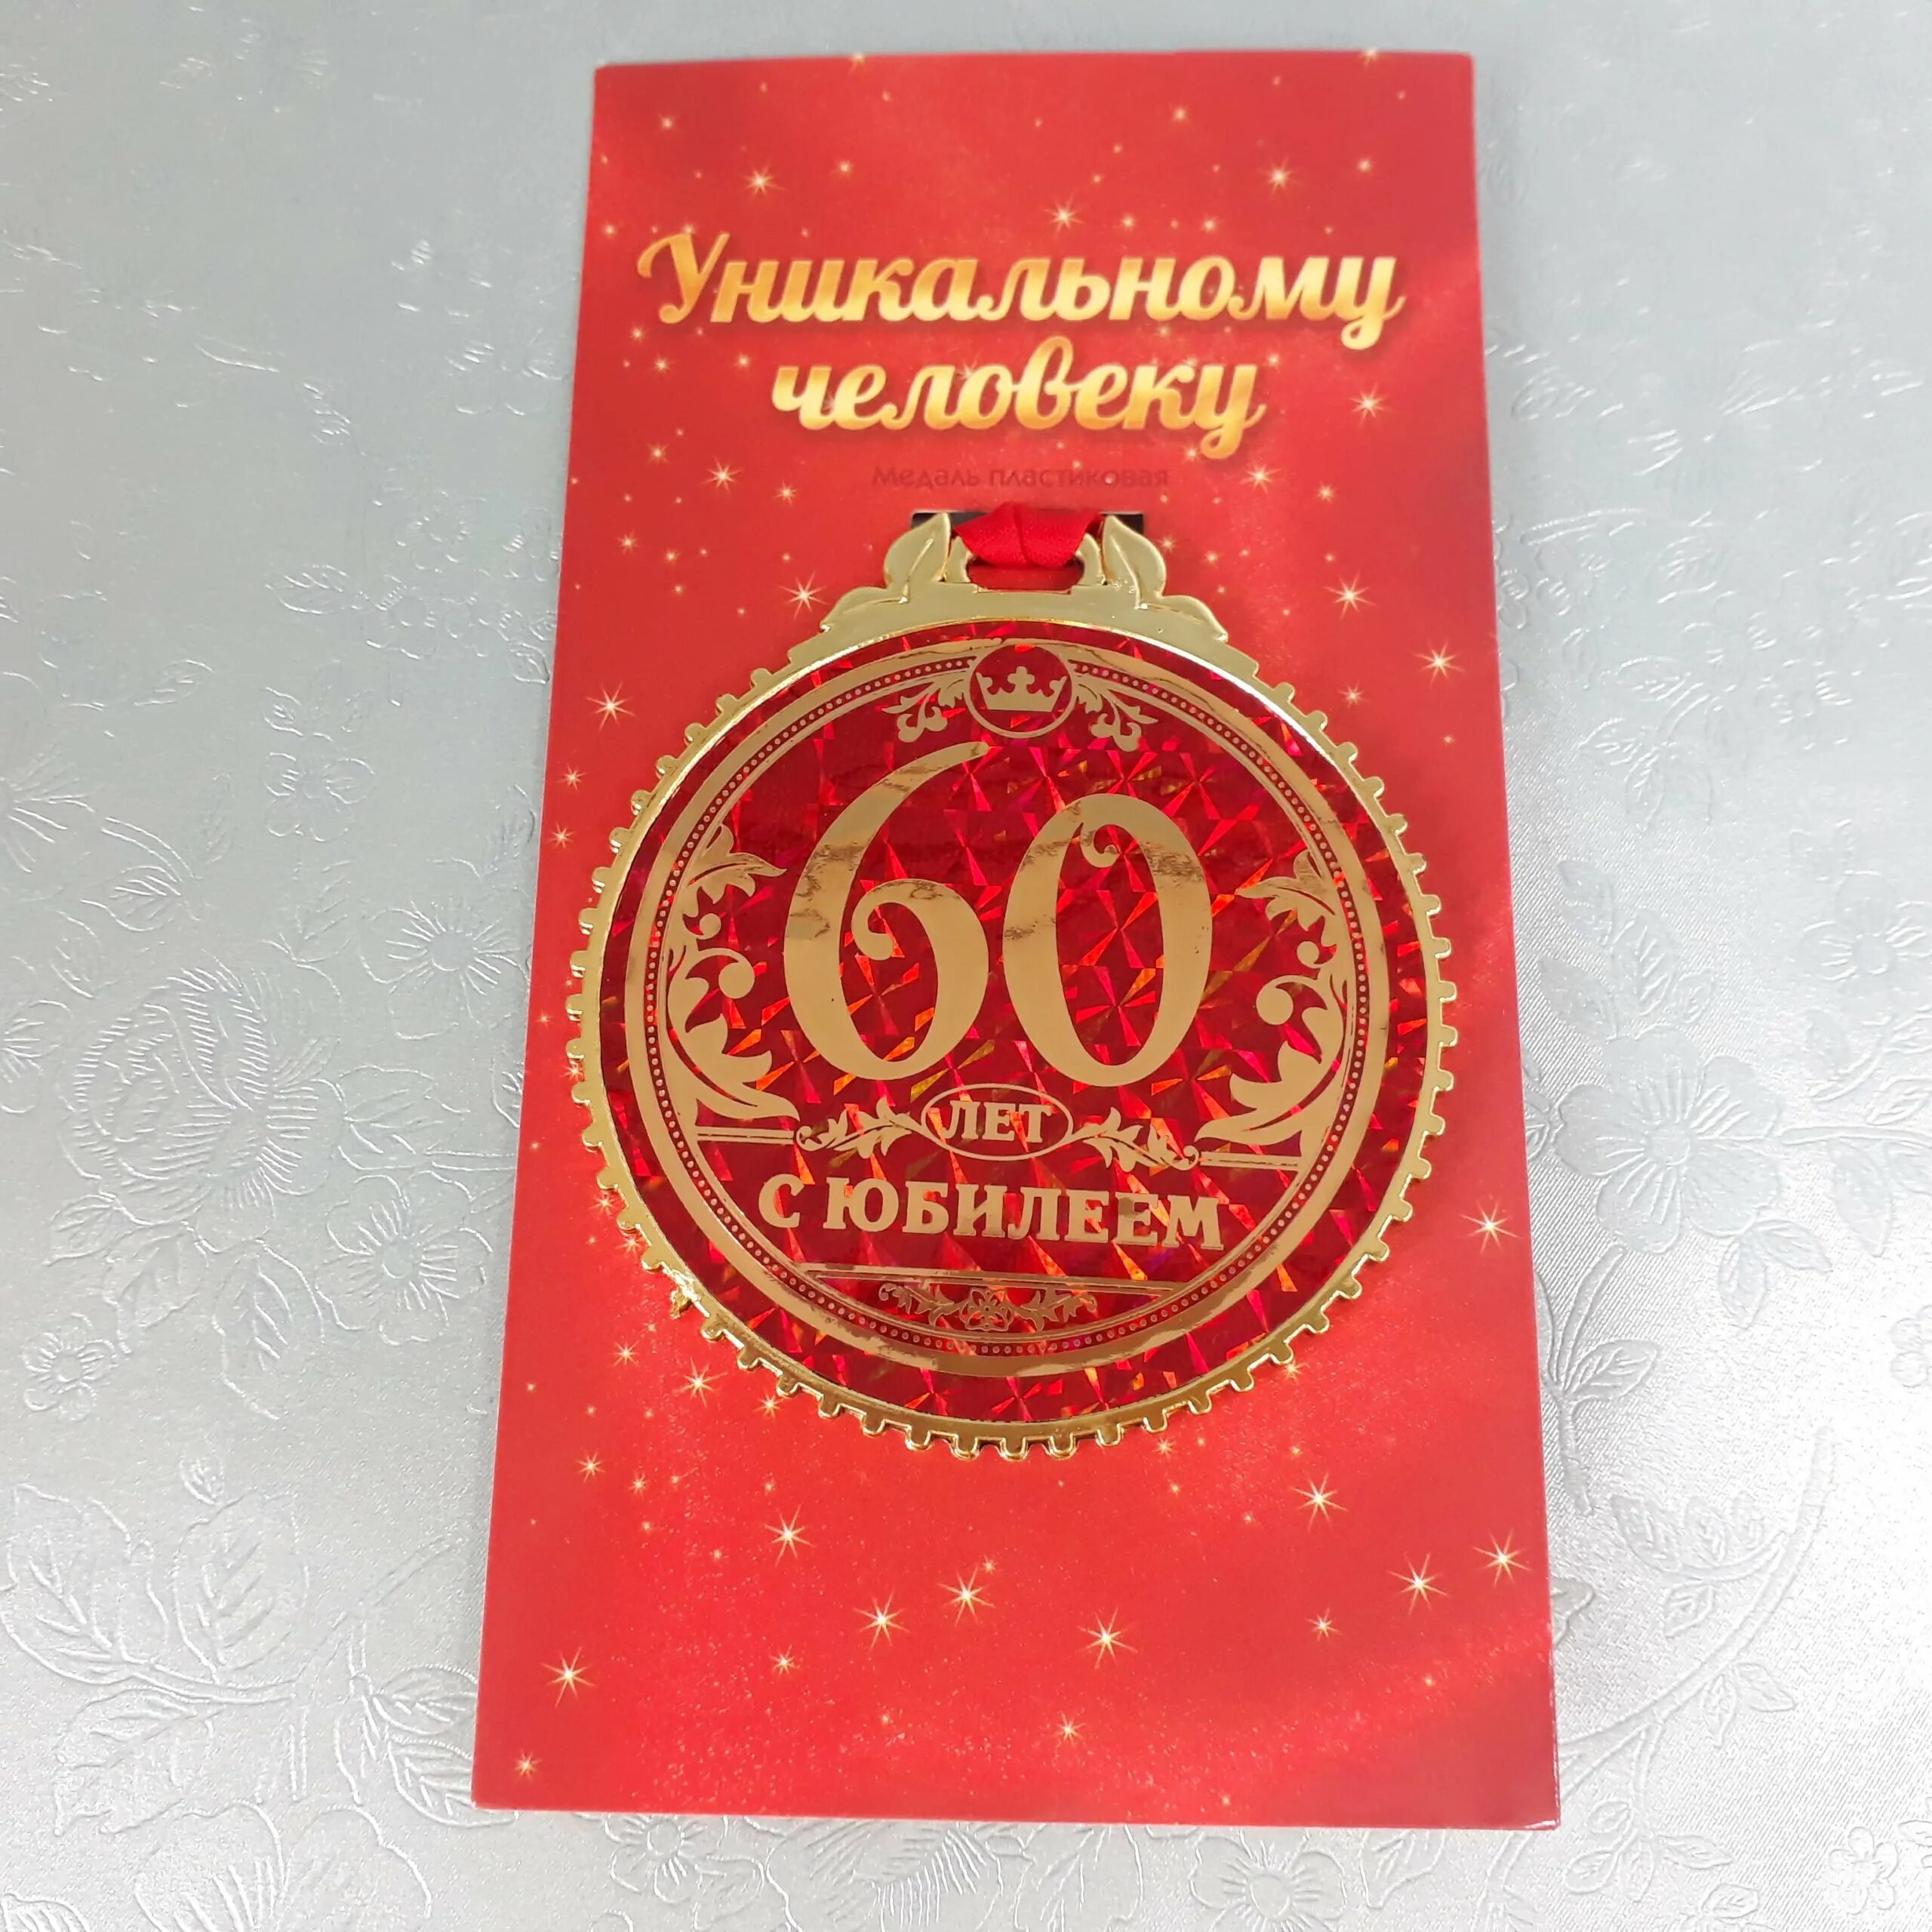 Уникальному
человеку
Медаль пластиковая
60
ЛЕТ
С ЮБИЛЕЕМ